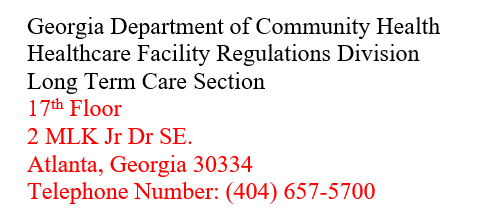 Georgia Department of Community Health
Healthcare Facility Regulations Division
Long Term Care Section
17th Floor
2 MLK Jr Dr SE.
Atlanta, Georgia 30334
Telephone Number: (404) 657-5700